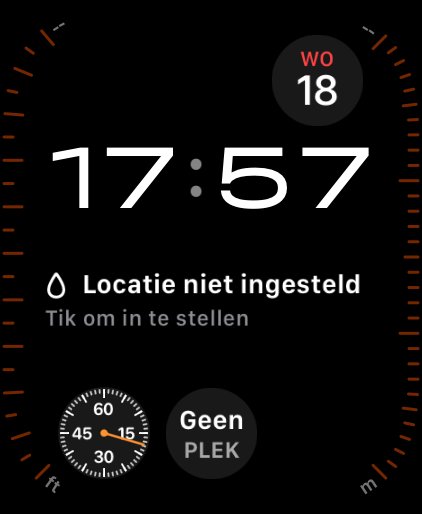 --
--
WO
18
17:57
Locatie niet ingesteld
Tik om in te stellen
60
45 15
30
Geen
PLEK
ft
m